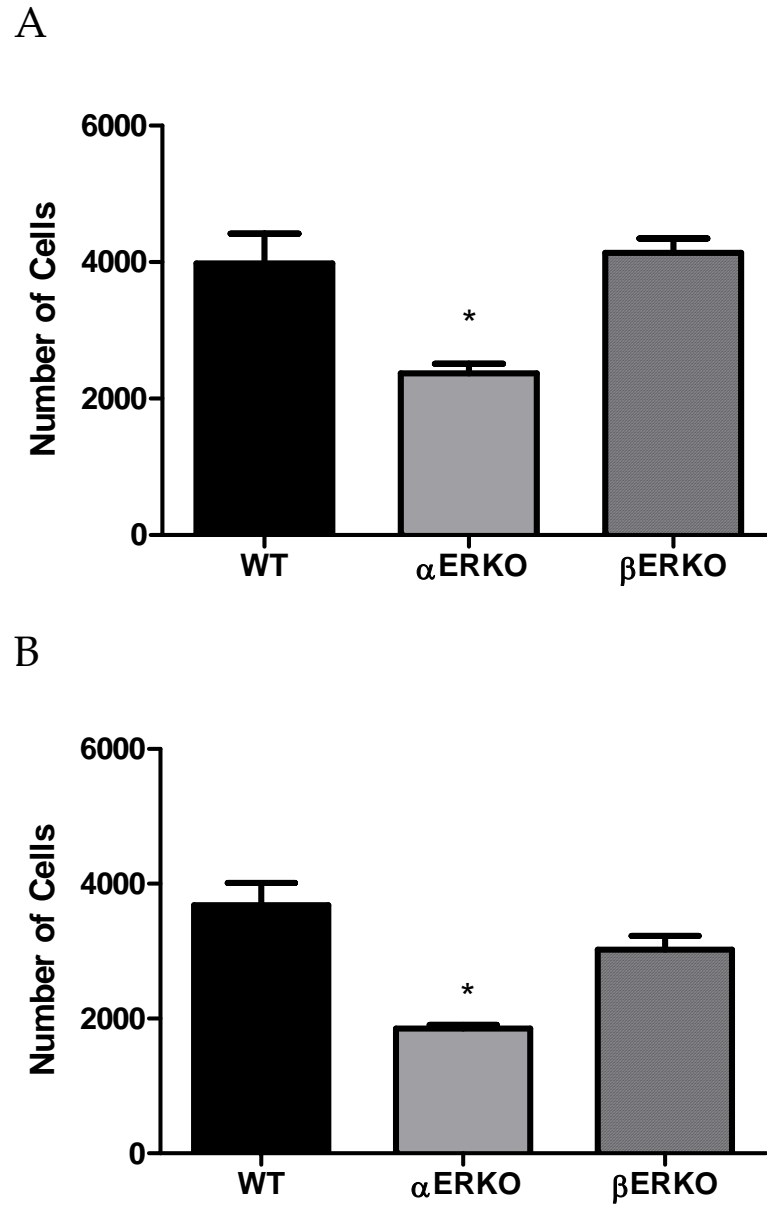 A
6000
4000
2000
0
Number of Cells
*
WT αERKO βERKO
B
6000
4000
2000
0
Number of Cells
*
WT αERKO βERKO